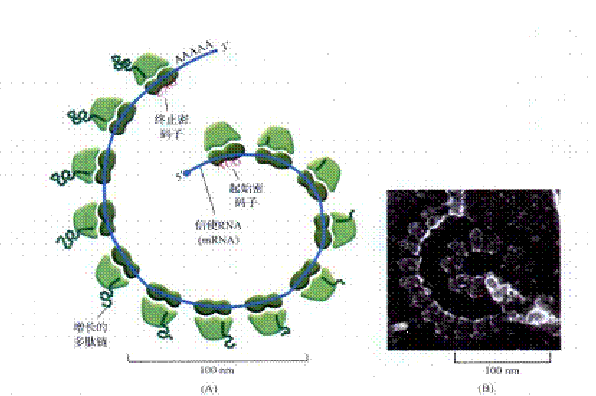 AAAAA 3'
终止密
码子
5'
起始密
码子
信使RNA
(mRNA)
增长的
多肽链
100 nm
(A)
100 nm
(B)